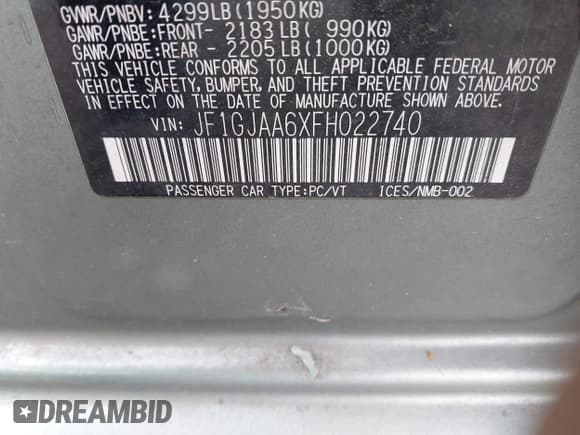 GVWR/PNBV: 4299LB(1950KG)
GAWR/PNBE:FRONT- 2183LB( 990KG)
GAWR/PNBE:REAR - 2205LB(1000KG)
THIS VEHICLE CONFORMS TO ALL APPLICABLE FEDERAL MOTOR
VEHICLE SAFETY, BUMPER, AND THEFT PREVENTION STANDARDS
IN EFFECT ON THE DATE OF MANUFACTURE SHOWN ABOVE.
VIN: JF1GJAA6XFH022740
PASSENGER CAR TYPE:PC/VT ICES/NMB-002
DREAMBID